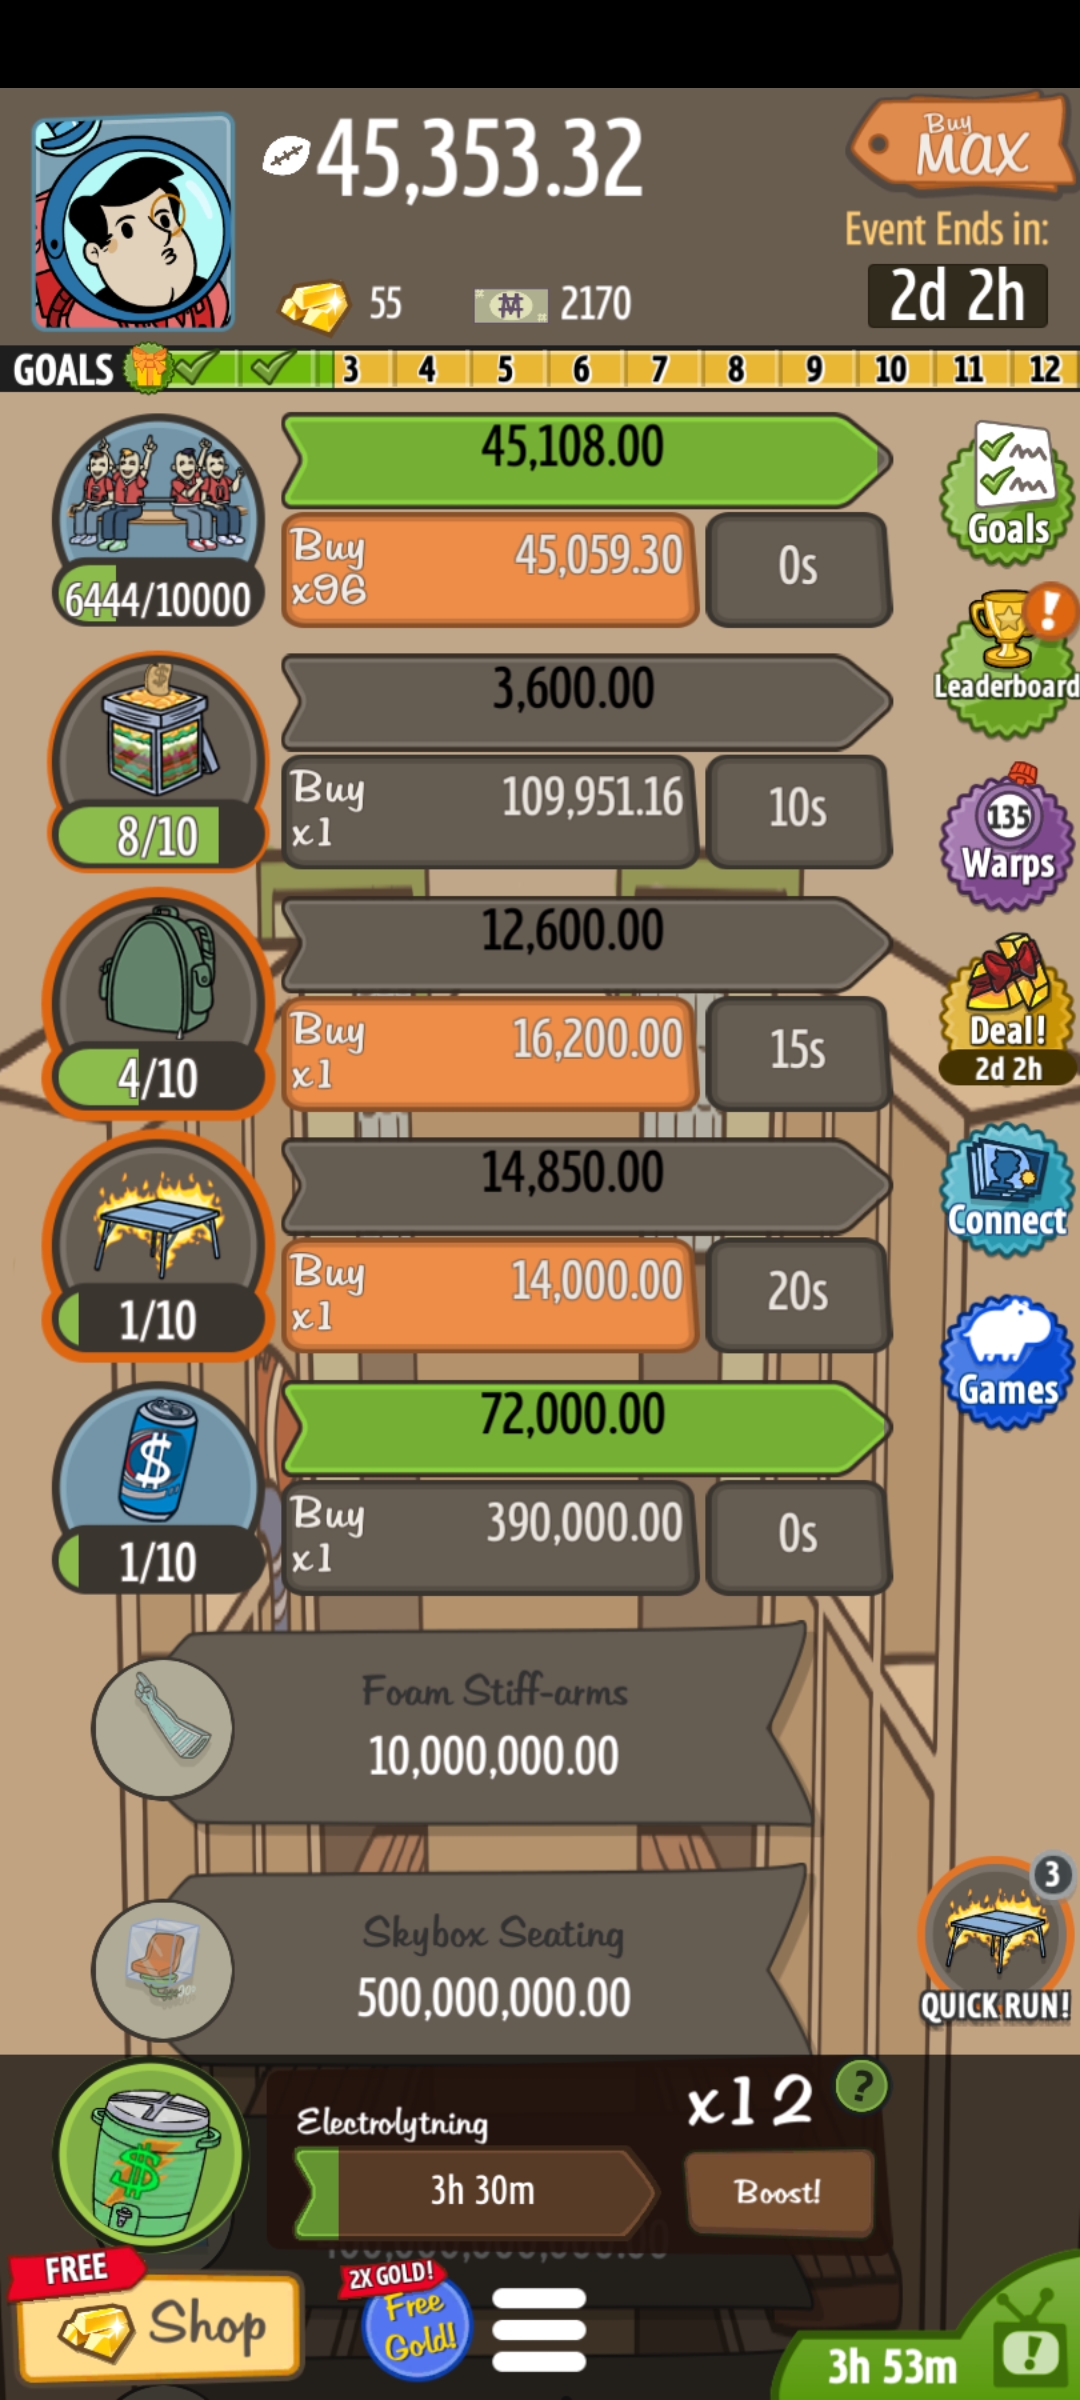 45,353.32
Buy
MAX
Event Ends in:
2d 2h
55
2170
GOALS 3 4 5 6 7 8 9 10 11 12
45,108.00
Buy
x96
45,059.30
0s
6444/10000
Goals
3,600.00
Buy
x1
109,951.16
10s
8/10
Leaderboard
!
12,600.00
Buy
x1
16,200.00
15s
4/10
135
Warps
Deal!
2d 2h
14,850.00
Buy
x1
14,000.00
20s
1/10
Connect
72,000.00
Buy
x1
390,000.00
0s
1/10
Games
Foam Stiff-arms
10,000,000.00
Skybox Seating
500,000,000.00
3
QUICK RUN!
Electrolytning
3h 30m
x12
?
Boost!
FREE
Shop
2X GOLD!
Free
Gold!
3h 53m
!